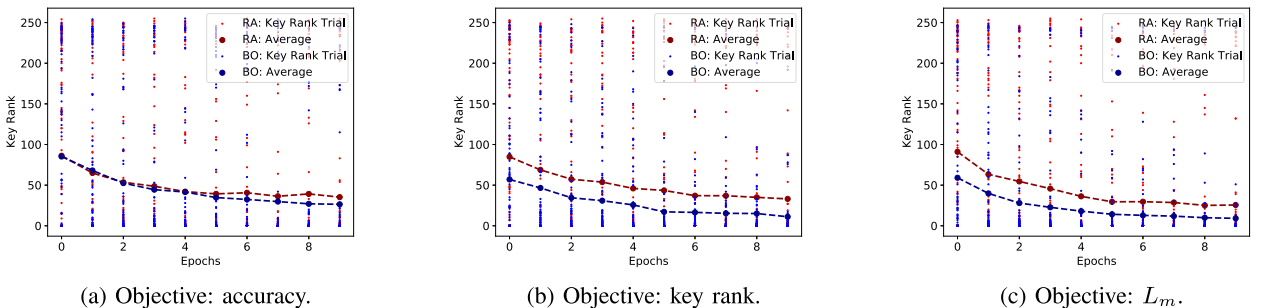 250
200
150
100
50
0
Key Rank
0 2 4 6 8
Epochs
RA: Key Rank Trial
RA: Average
BO: Key Rank Trial
BO: Average
(a) Objective: accuracy.
250
200
150
100
50
0
Key Rank
0 2 4 6 8
Epochs
RA: Key Rank Trial
RA: Average
BO: Key Rank Trial
BO: Average
(b) Objective: key rank.
250
200
150
100
50
0
Key Rank
0 2 4 6 8
Epochs
RA: Key Rank Trial
RA: Average
BO: Key Rank Trial
BO: Average
(c) Objective: $L_m$.